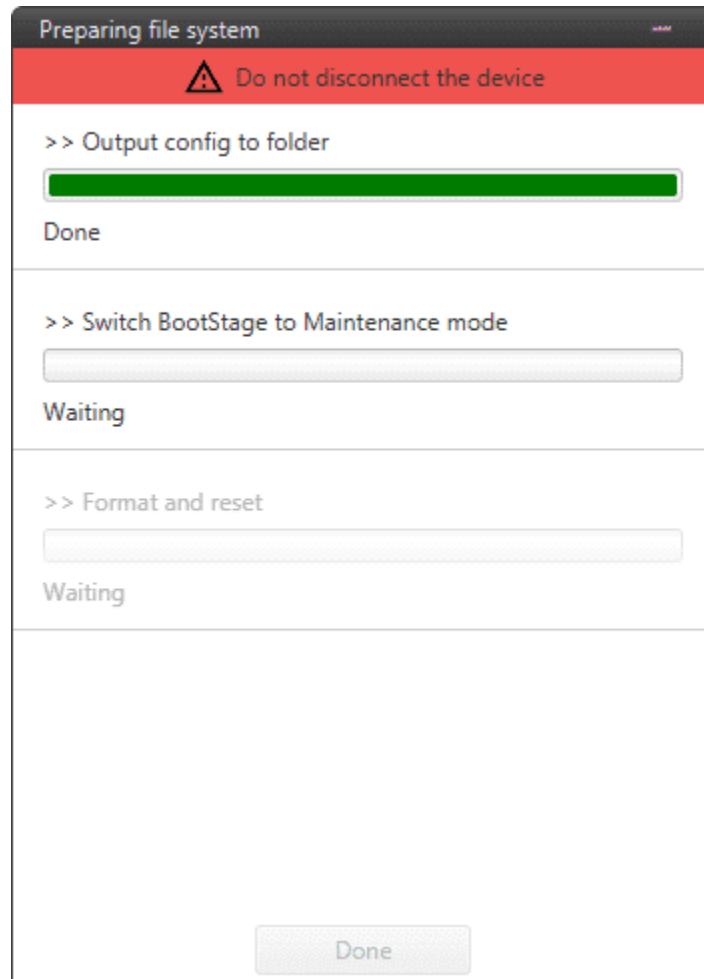 Preparing file system
Do not disconnect the device
>> Output config to folder
Done
>> Switch BootStage to Maintenance mode
Waiting
>> Format and reset
Waiting
Done